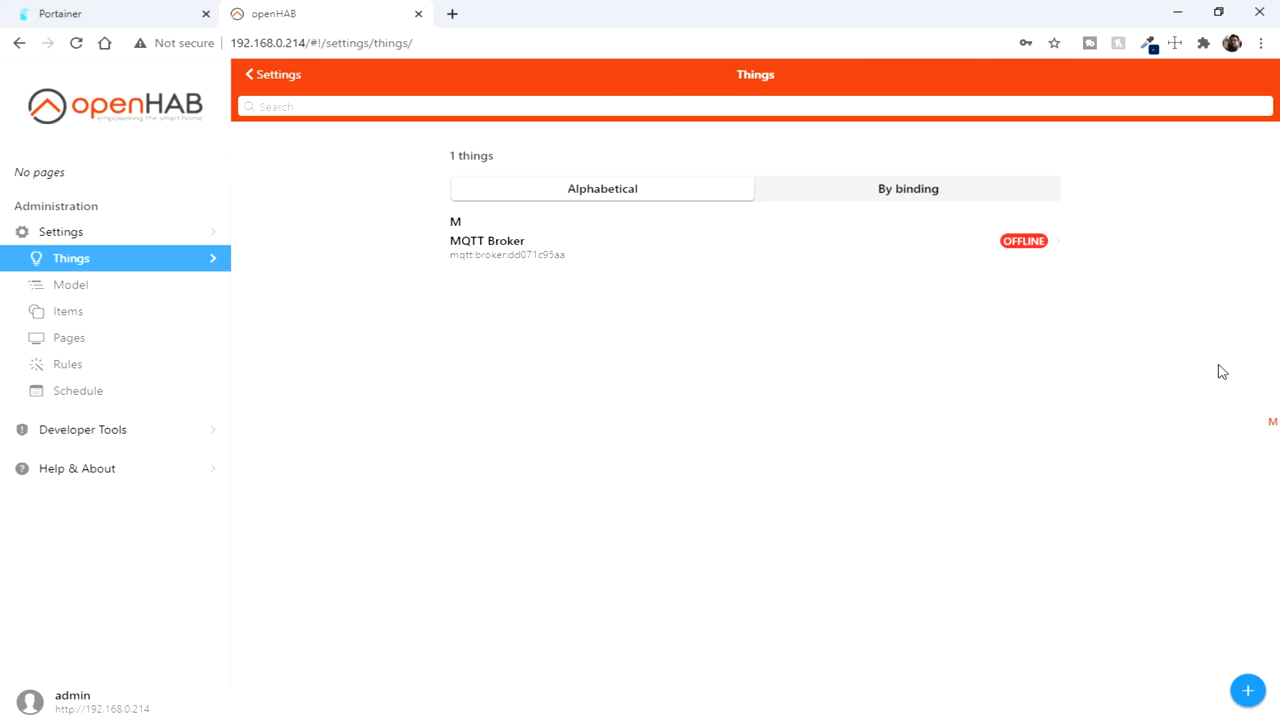 Portainer
openHAB
Not secure
192.168.0.214/#!/settings/things/
openHAB
empowering the smart home
No pages
Administration
Settings
Things
Model
Items
Pages
Rules
Schedule
Developer Tools
Help & About
admin
http://192.168.0.214
Settings
Things
Search
1 things
Alphabetical
By binding
M
MQTT Broker
OFFLINE
mqtt:broker:dd071c95aa
M